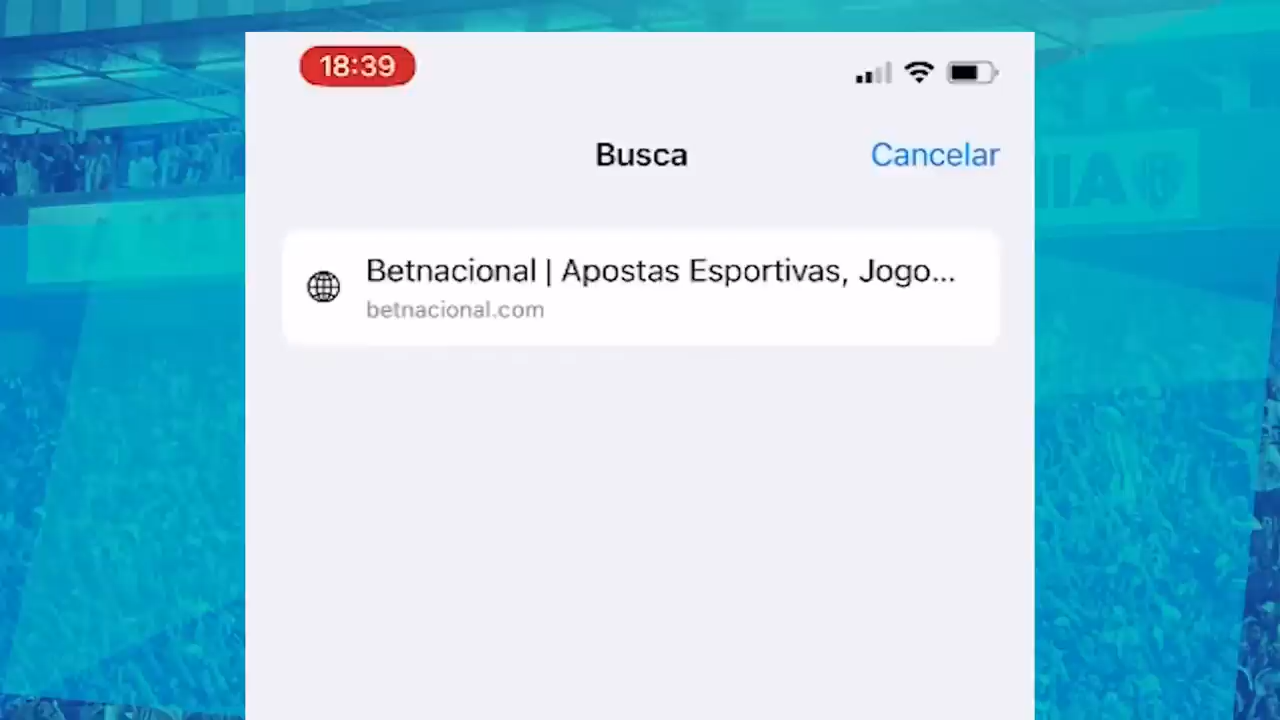 18:39
Busca
Cancelar
Betnacional | Apostas Esportivas, Jogo...
betnacional.com